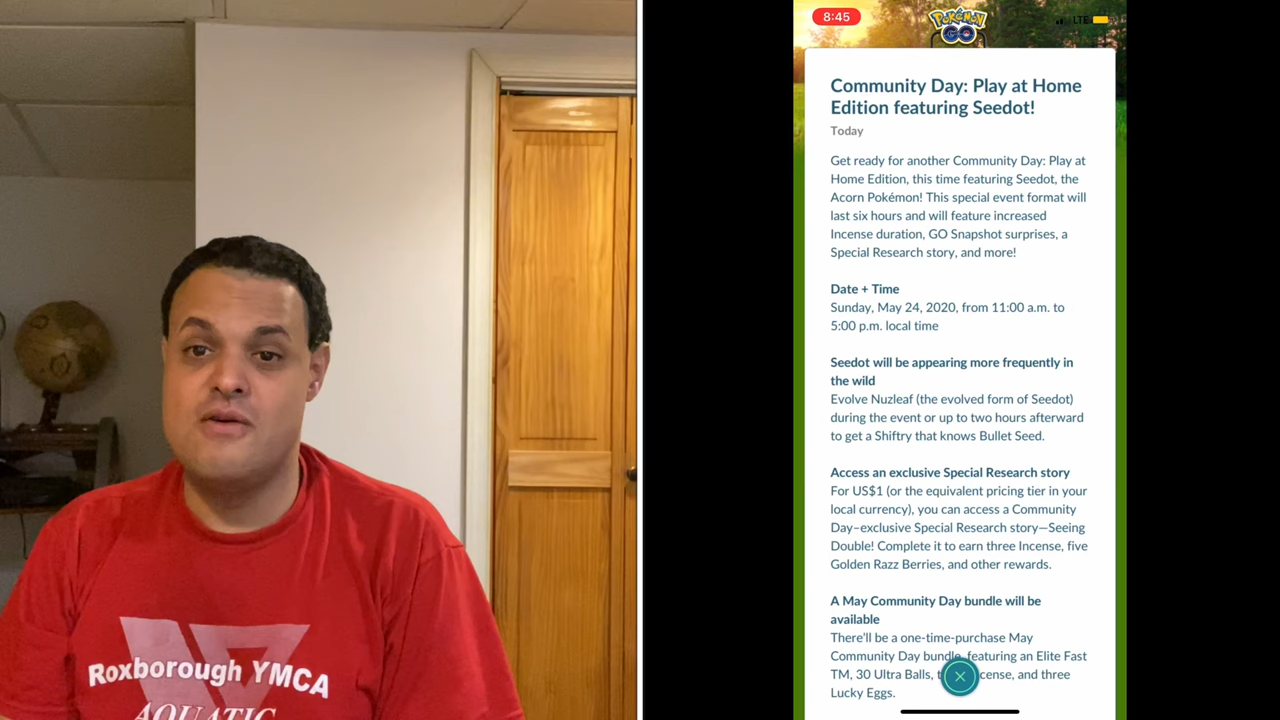 Roxborough YMCA
AQUATIC
8:45
Pokémon
GO
LTE
Community Day: Play at Home
Edition featuring Seedot!
Today
Get ready for another Community Day: Play at
Home Edition, this time featuring Seedot, the
Acorn Pokémon! This special event format will
last six hours and will feature increased
Incense duration, GO Snapshot surprises, a
Special Research story, and more!
Date + Time
Sunday, May 24, 2020, from 11:00 a.m. to
5:00 p.m. local time
Seedot will be appearing more frequently in
the wild
Evolve Nuzleaf (the evolved form of Seedot)
during the event or up to two hours afterward
to get a Shiftry that knows Bullet Seed.
Access an exclusive Special Research story
For US$1 (or the equivalent pricing tier in your
local currency), you can access a Community
Day–exclusive Special Research story—Seeing
Double! Complete it to earn three Incense, five
Golden Razz Berries, and other rewards.
A May Community Day bundle will be
available
There'll be a one-time-purchase May
Community Day bundle, featuring an Elite Fast
TM, 30 Ultra Balls, and three
Lucky Eggs.